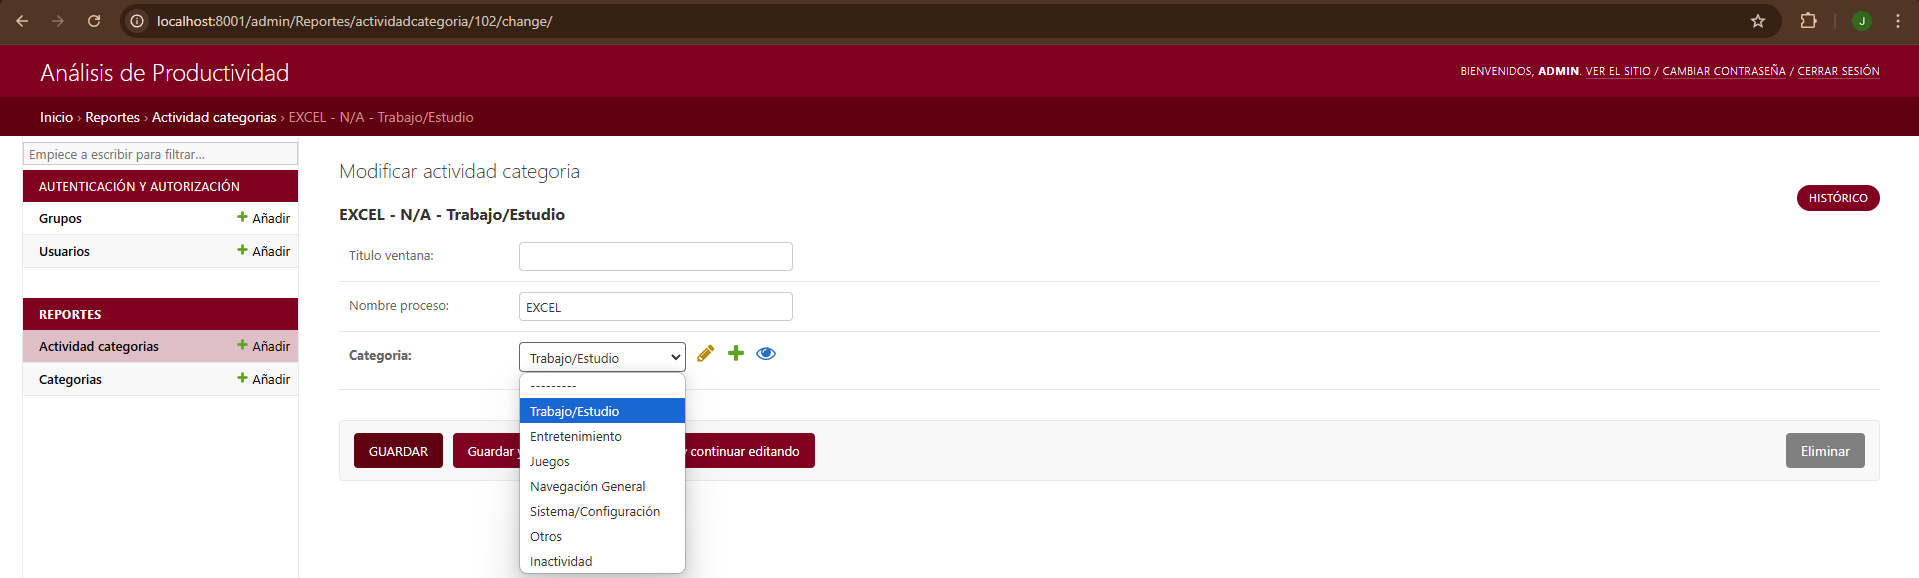 localhost:8001/admin/Reportes/actividadcategoria/102/change/
J
Análisis de Productividad
BIENVENIDOS, ADMIN. VER EL SITIO / CAMBIAR CONTRASEÑA / CERRAR SESIÓN
Inicio › Reportes › Actividad categorias › EXCEL - N/A - Trabajo/Estudio
Empiece a escribir para filtrar...
AUTENTICACIÓN Y AUTORIZACIÓN
Grupos Añadir
Usuarios Añadir
REPORTES
Actividad categorias Añadir
Categorias Añadir
Modificar actividad categoria
HISTÓRICO
EXCEL - N/A - Trabajo/Estudio
Titulo ventana:
Nombre proceso: EXCEL
Categoria: Trabajo/Estudio
---------
Trabajo/Estudio
Entretenimiento
Juegos
Navegación General
Sistema/Configuración
Otros
Inactividad
GUARDAR Guardar y continuar editando Eliminar